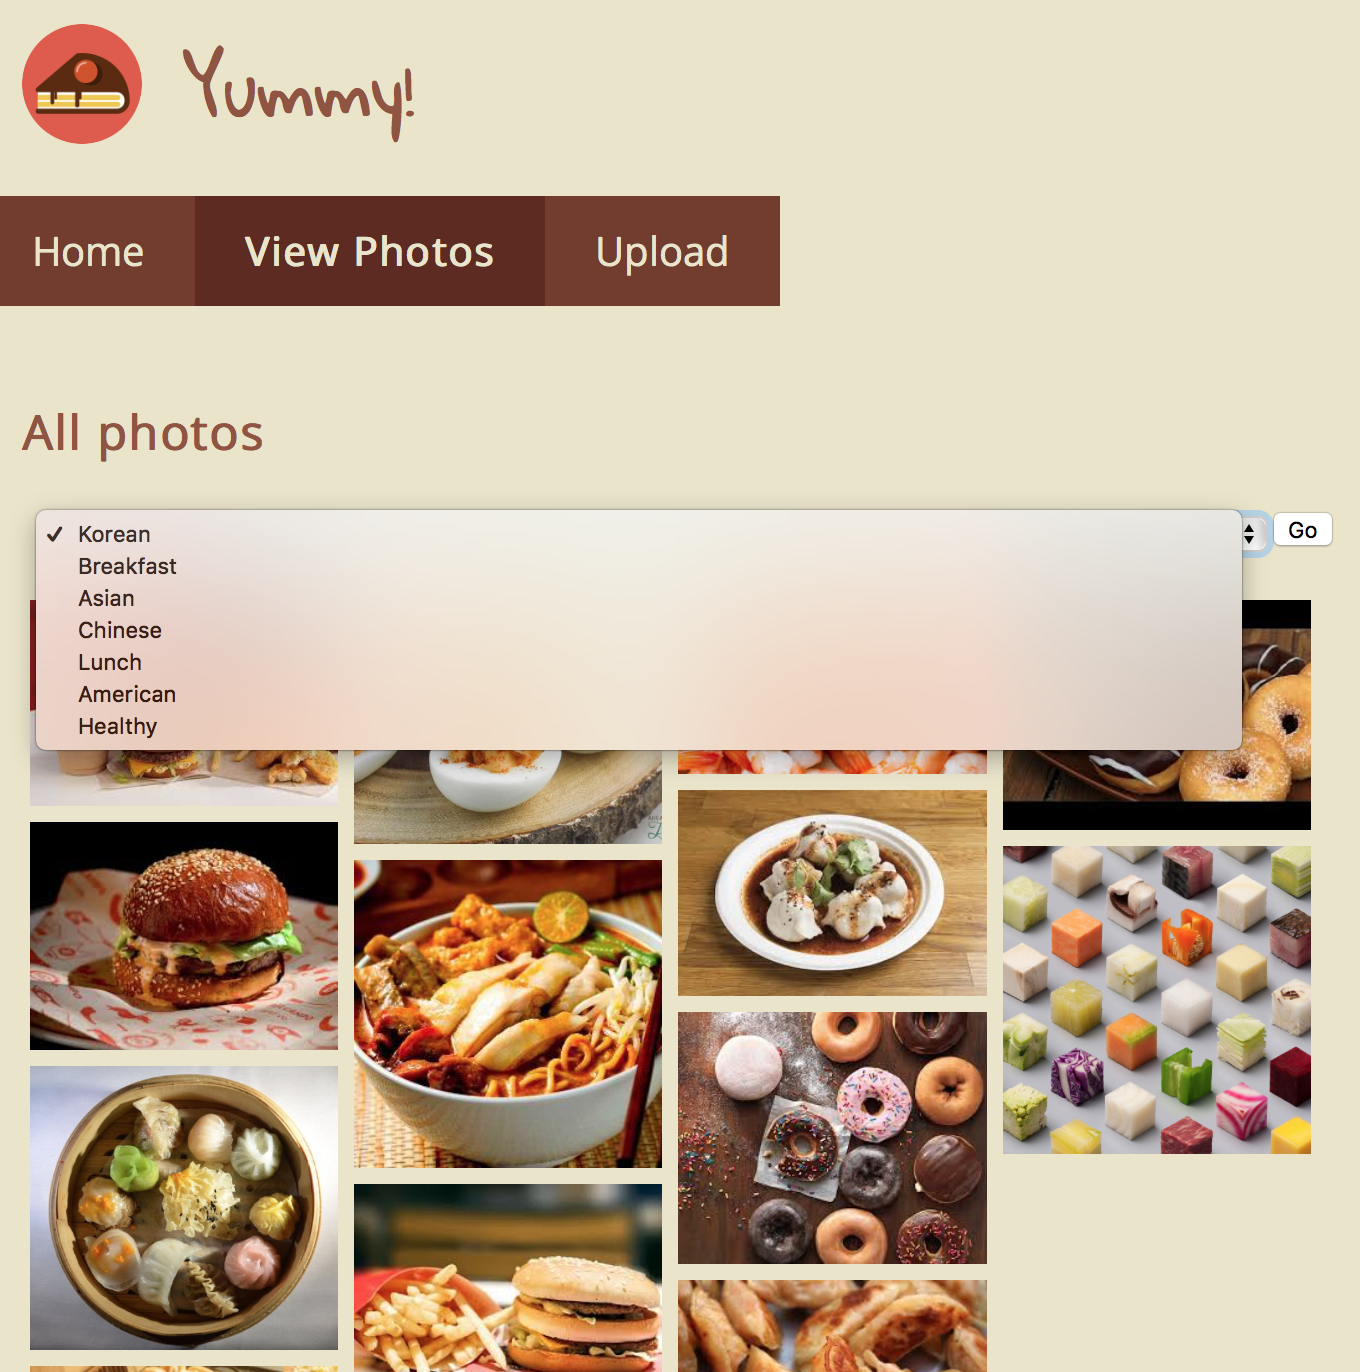 Yummy!
Home View Photos Upload
All photos
✓ Korean
Go
Breakfast
Asian
Chinese
Lunch
American
Healthy